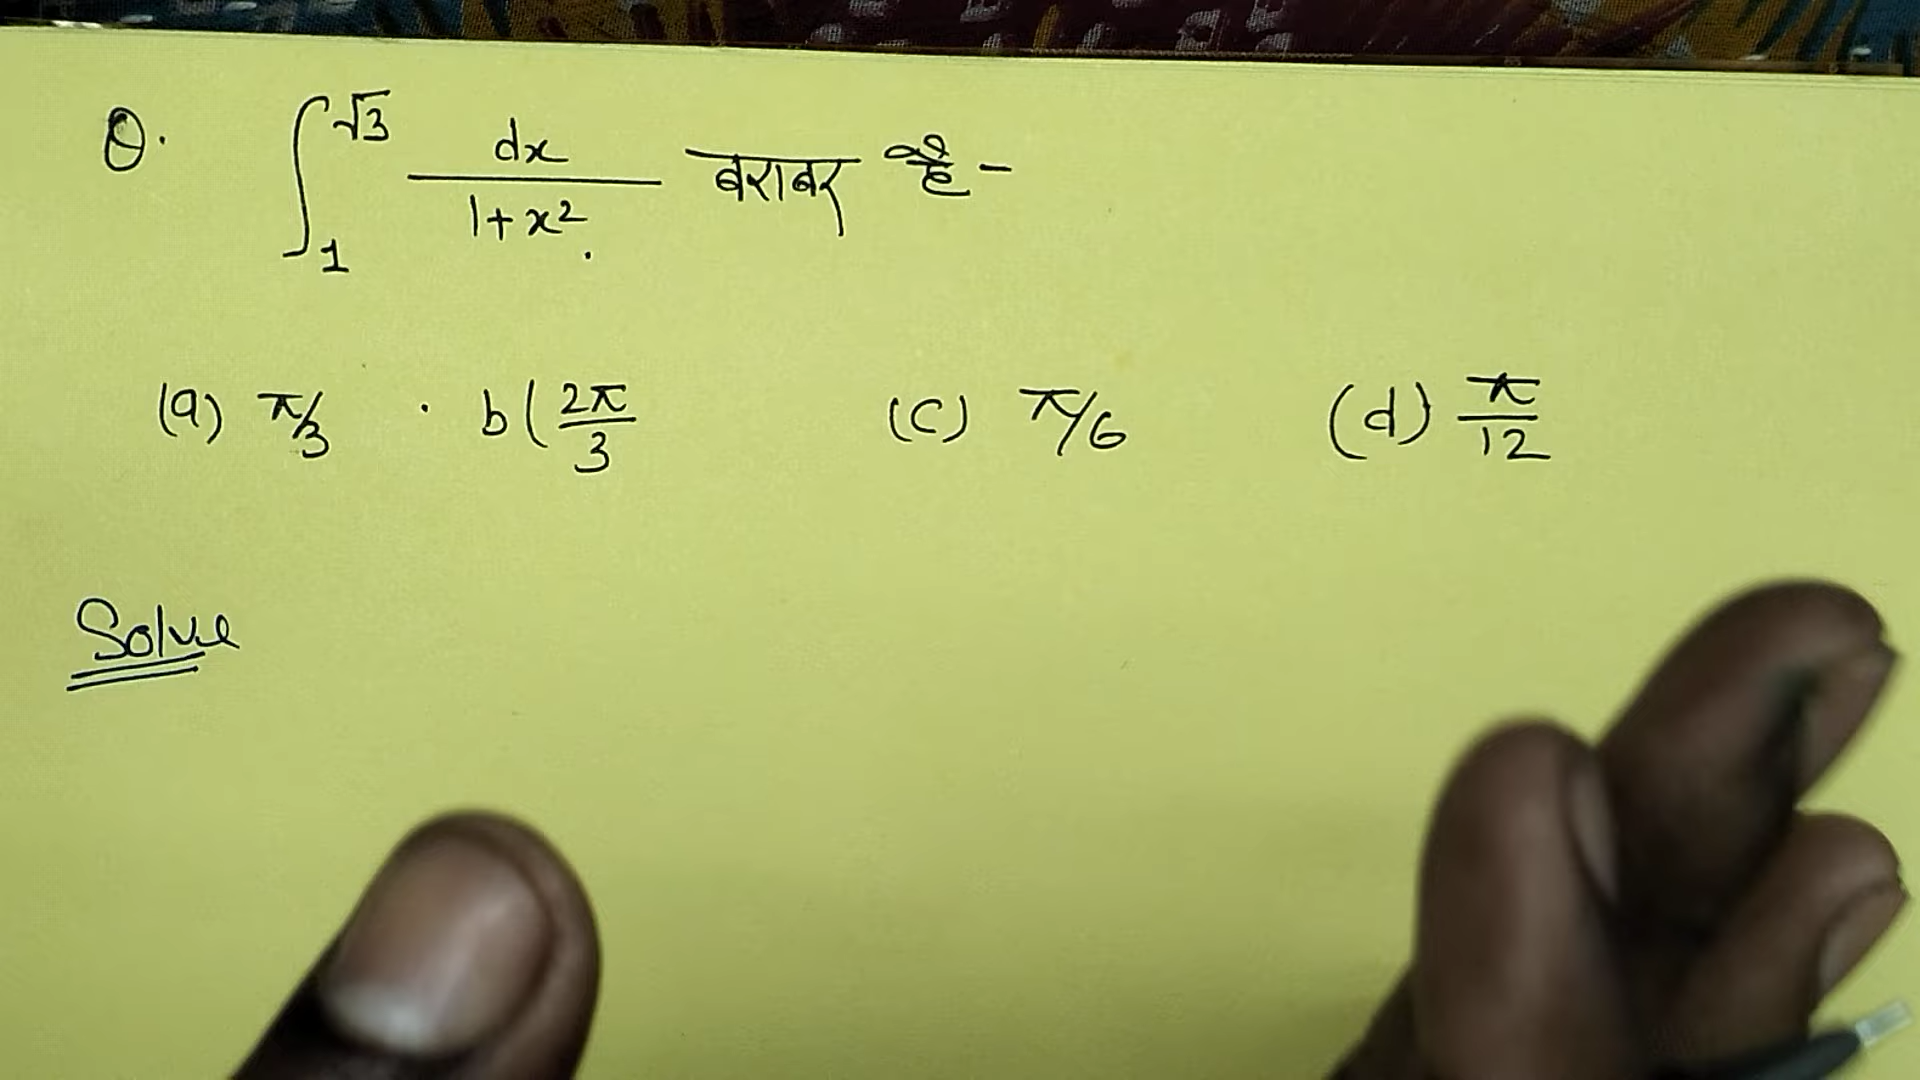 Q. ∫₁^√3 dx/1+x² बराबर है -
(a) π/3 b( 2π/3 (C) π/6 (d) π/12
Solve